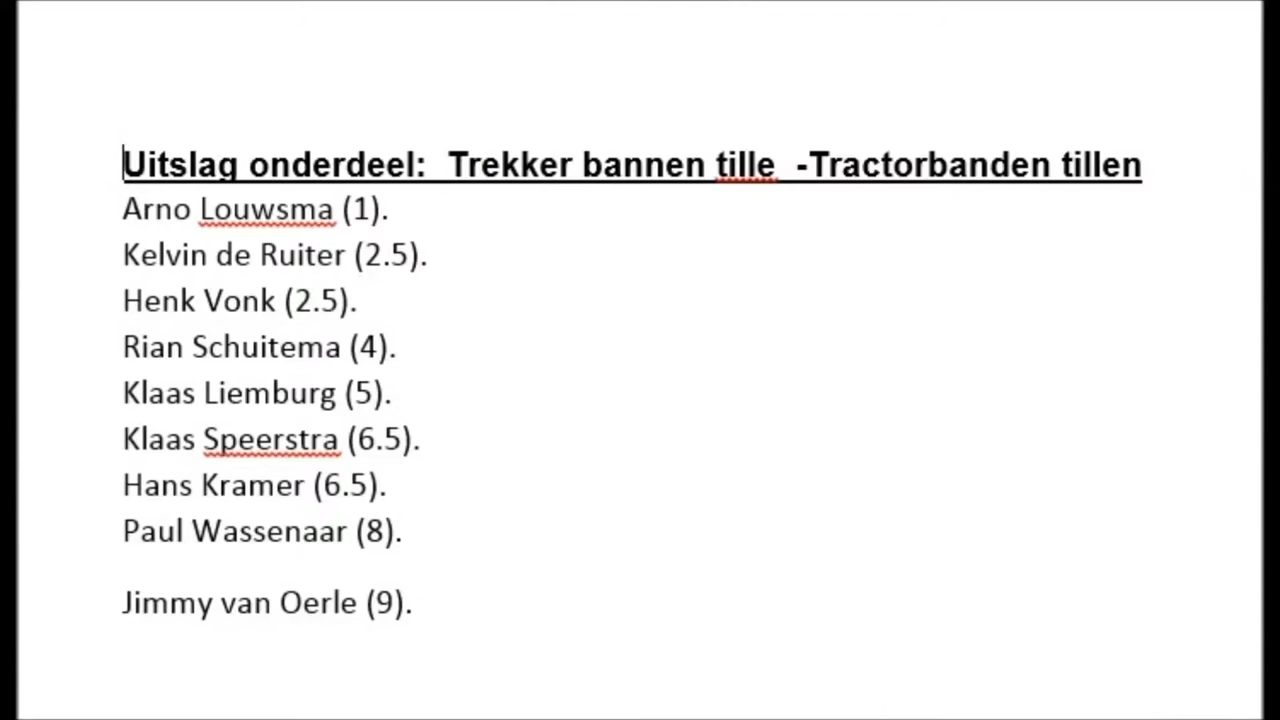 Uitslag onderdeel:  Trekker bannen tille  -Tractorbanden tillen
Arno Louwsma (1).
Kelvin de Ruiter (2.5).
Henk Vonk (2.5).
Rian Schuitema (4).
Klaas Liemburg (5).
Klaas Speerstra (6.5).
Hans Kramer (6.5).
Paul Wassenaar (8).
Jimmy van Oerle (9).